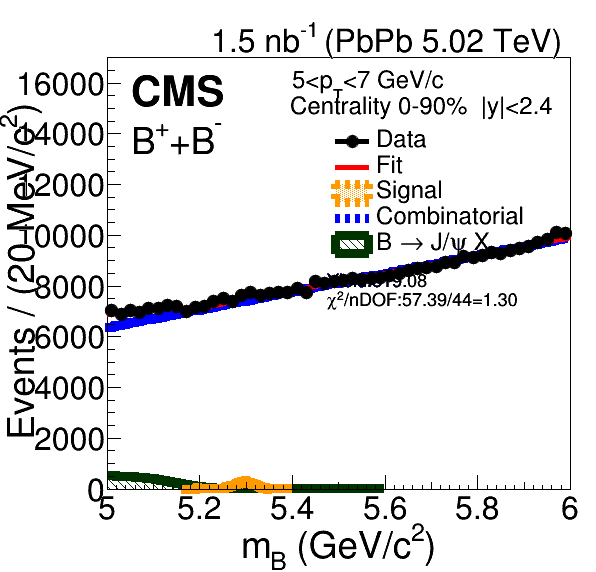 1.5 nb⁻¹ (PbPb 5.02 TeV)
CMS
B⁺+B⁻
5<p_T<7 GeV/c
Centrality 0-90% |y|<2.4
Data
Fit
Signal
Combinatorial
B → J/ψ X
χ²/nDOF:57.39/44=1.30
Events / (20 MeV/c²)
16000
14000
12000
10000
8000
6000
4000
2000
0
5
5.2
5.4
5.6
5.8
6
m_B (GeV/c²)